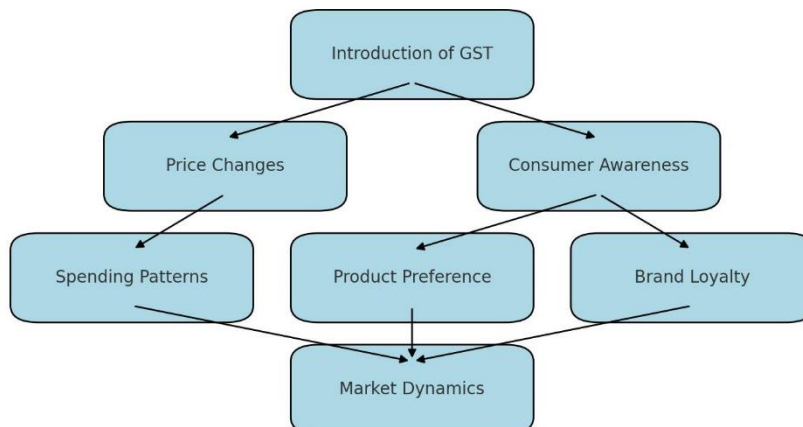 Introduction of GST
Price Changes
Consumer Awareness
Spending Patterns
Product Preference
Brand Loyalty
Market Dynamics